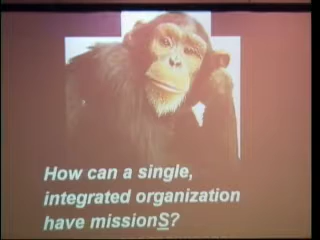 How can a single,
integrated organization
have missionS?